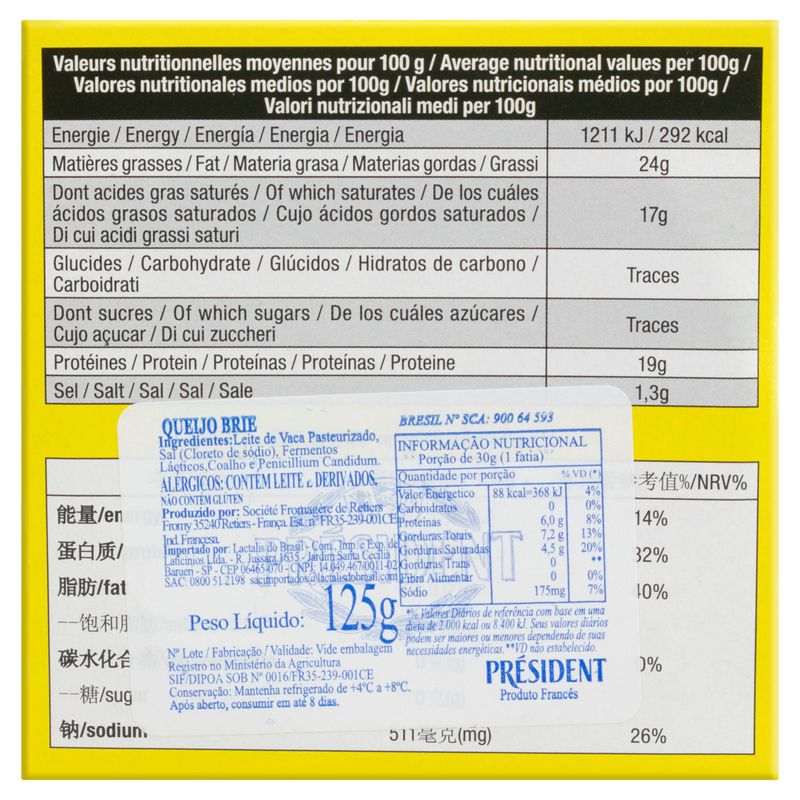 Valeurs nutritionnelles moyennes pour 100 g / Average nutritional values per 100g /
Valores nutritionales medios por 100g / Valores nutricionais médios por 100g /
Valori nutrizionali medi per 100g
Energie / Energy / Energía / Energia / Energia 1211 kJ / 292 kcal
Matières grasses / Fat / Materia grasa / Materias gordas / Grassi 24g
Dont acides gras saturés / Of which saturates / De los cuáles
ácidos grasos saturados / Cujo ácidos gordos saturados / 17g
Di cui acidi grassi saturi
Glucides / Carbohydrate / Glúcidos / Hidratos de carbono /
Carboidrati Traces
Dont sucres / Of which sugars / De los cuáles azúcares /
Cujo açucar / Di cui zuccheri Traces
Protéines / Protein / Proteínas / Proteínas / Proteine 19g
Sel / Salt / Sal / Sal / Sale 1,3g
QUEIJO BRIE
Ingredientes: Leite de Vaca Pasteurizado,
Sal (Cloreto de sódio), Fermentos
Lácticos, Coalho e Penicillium Candidum.
ALERGICOS: CONTEM LEITE E DERIVADOS.
NÃO CONTÉM GLÚTEN
Produzido por: Société Fromagère de Retiers
Fromy 35240 Retiers - França. Est. nº FR35-239-001CE
Ind. Francesa.
Importado por: Lactalis do Brasil - Com., Imp. e Exp. de
Laticínios Ltda. - R. Jussara 1635 - Jardim Santa Cecília
Barueri - SP - CEP 06465-070 - CNPJ: 14.049.467/0011-02
SAC: 0800 51 2198 sacimportados@lactalisdobrasil.com
Peso Líquido: 125g
Nº Lote / Fabricação / Validade: Vide embalagem
Registro no Ministério da Agricultura
SIF/DIPOA SOB Nº 0016/FR35-239-001CE
Conservação: Mantenha refrigerado de +4°C a +8°C.
Após aberto, consumir em até 8 dias.
BRESIL Nº SCA: 900 64 593
INFORMAÇÃO NUTRICIONAL
Porção de 30g (1 fatia)
Quantidade por porção % VD (*)
Valor Energético 88 kcal=368 kJ 4%
Carboidratos 0 0%
Proteínas 6,0 g 8%
Gorduras Totais 7,2 g 13%
Gorduras Saturadas 4,5 g 20%
Gorduras Trans 0 **
Fibra Alimentar 0 0%
Sódio 175mg 7%
*% Valores Diários de referência com base em uma
dieta de 2.000 kcal ou 8.400 kJ. Seus valores diários
podem ser maiores ou menores dependendo de suas
necessidades energéticas. **VD não estabelecido.
PRÉSIDENT
Produto Francês
考值%/NRV%
能量/en 14%
蛋白质/ 32%
脂肪/fat 40%
--饱和脂
碳水化合 0%
--糖/sug
钠/sodium 511毫克(mg) 26%